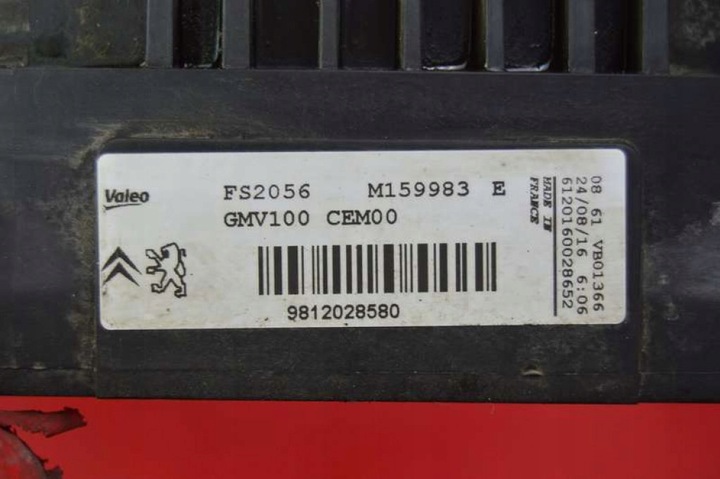 Valeo
FS2056 M159983 E
GMV100 CEM00
9812028580
MADE IN
FRANCE
08 61 VB01366
24/08/16 6:06
6120160028652